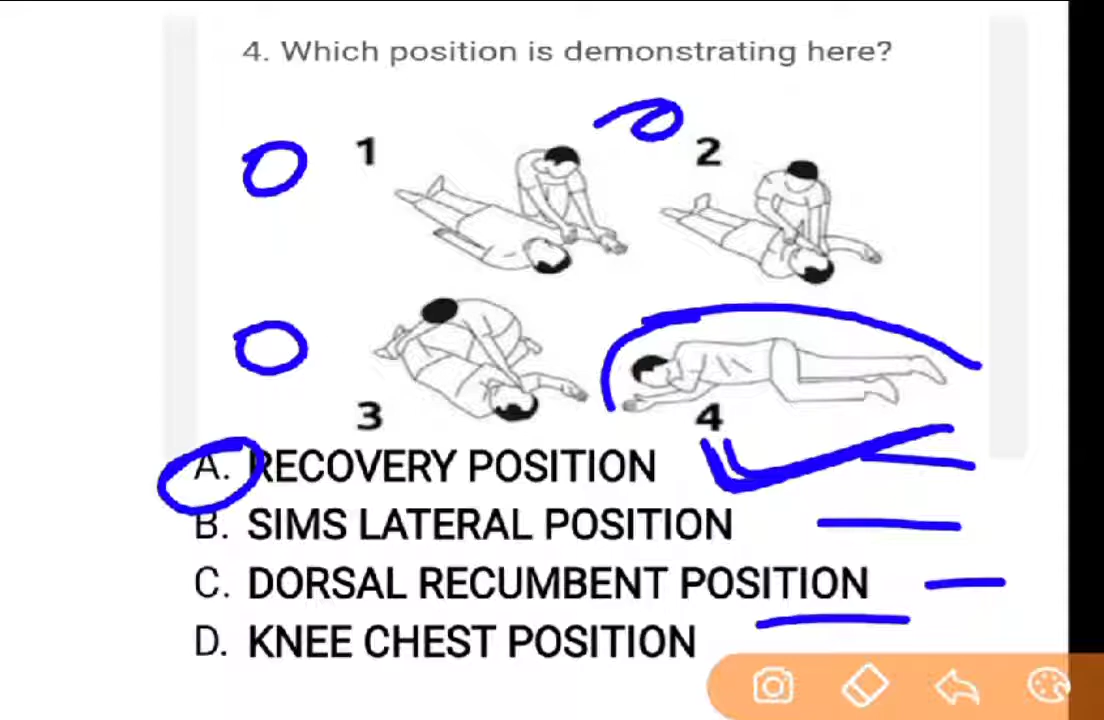 4. Which position is demonstrating here?
1
2
3
4
A. RECOVERY POSITION
B. SIMS LATERAL POSITION
C. DORSAL RECUMBENT POSITION
D. KNEE CHEST POSITION